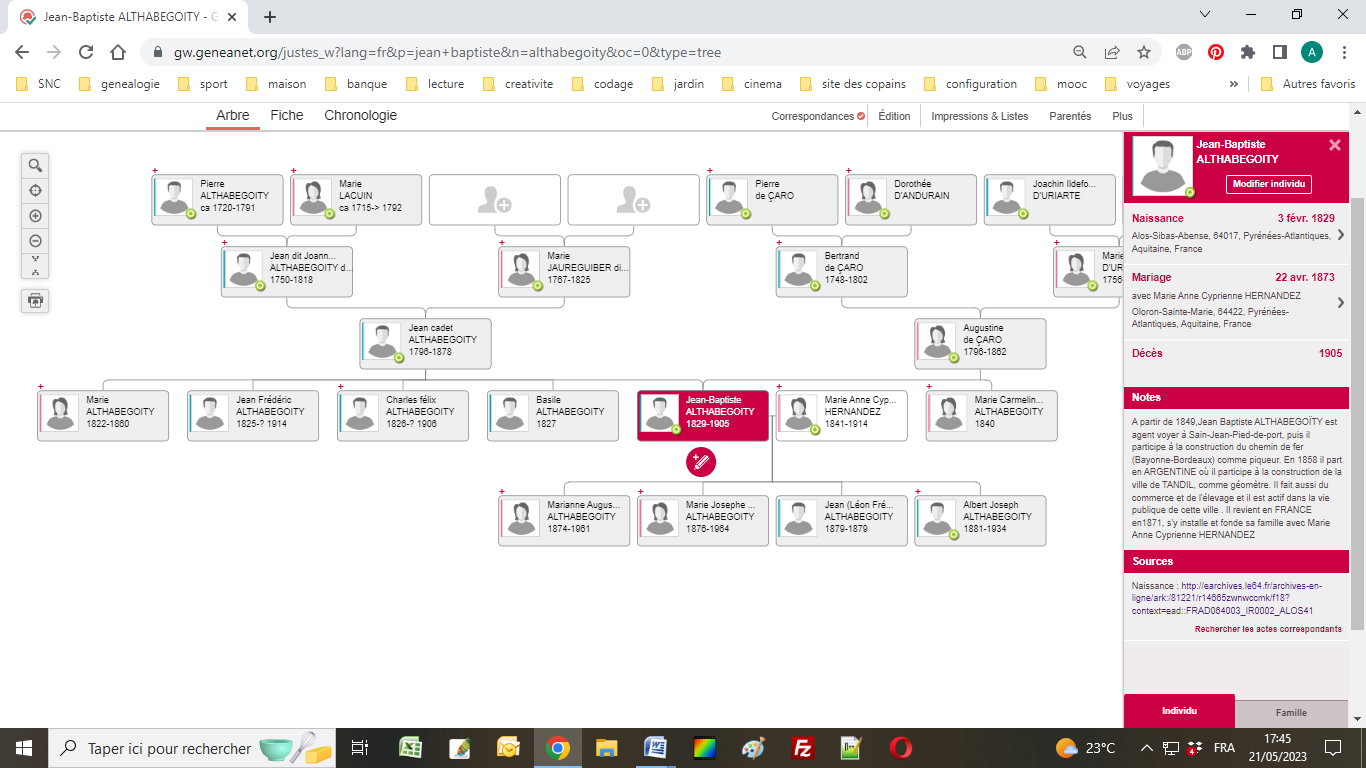 Jean-Baptiste ALTHABEGOITY - G
gw.geneanet.org/justes_w?lang=fr&p=jean+baptiste&n=althabegoity&oc=0&type=tree
ABP
A
SNC
genealogie
sport
maison
banque
lecture
creativite
codage
jardin
cinema
site des copains
configuration
mooc
voyages
»
Autres favoris
Arbre
Fiche
Chronologie
Correspondances
Édition
Impressions & Listes
Parentés
Plus
Pierre
ALTHABEGOITY
ca 1720-1791
Marie
LACUIN
ca 1715-> 1792
Pierre
de ÇARO
Dorothée
D'ANDURAIN
Joachin Ildefo...
D'URIARTE
Jean dit Joann...
ALTHABEGOITY d...
1750-1818
Marie
JAUREGUIBER di...
1767-1825
Bertrand
de ÇARO
1748-1802
Marie
D'UR
1756
Jean cadet
ALTHABEGOITY
1796-1878
Augustine
de ÇARO
1796-1862
Marie
ALTHABEGOITY
1822-1860
Jean Frédéric
ALTHABEGOITY
1825-? 1914
Charles félix
ALTHABEGOITY
1826-? 1906
Basile
ALTHABEGOITY
1827
Jean-Baptiste
ALTHABEGOITY
1829-1905
Marie Anne Cyp...
HERNANDEZ
1841-1914
Marie Carmelin...
ALTHABEGOITY
1840
Marianne Augus...
ALTHABEGOITY
1874-1961
Marie Josephe ...
ALTHABEGOITY
1876-1964
Jean (Léon Fré...
ALTHABEGOITY
1879-1879
Albert Joseph
ALTHABEGOITY
1881-1934
Jean-Baptiste
ALTHABEGOITY
Modifier individu
Naissance
3 févr. 1829
Alos-Sibas-Abense, 64017, Pyrénées-Atlantiques,
Aquitaine, France
Mariage
22 avr. 1873
avec Marie Anne Cyprienne HERNANDEZ
Oloron-Sainte-Marie, 64422, Pyrénées-
Atlantiques, Aquitaine, France
Décès
1905
Notes
A partir de 1849,Jean Baptiste ALTHABEGOÏTY est
agent voyer à Sain-Jean-Pied-de-port, puis il
participe à la construction du chemin de fer
(Bayonne-Bordeaux) comme piqueur. En 1858 il part
en ARGENTINE où il participe à la construction de la
ville de TANDIL, comme géomètre. Il fait aussi du
commerce et de l'élevage et il est actif dans la vie
publique de cette ville . Il revient en FRANCE
en1871, s'y installe et fonde sa famille avec Marie
Anne Cyprienne HERNANDEZ
Sources
Naissance : http://earchives.le64.fr/archives-en-
ligne/ark:/81221/r14665zwnwccmk/f18?
context=ead::FRAD064003_IR0002_ALOS41
Rechercher les actes correspondants
Individu
Famille
Taper ici pour rechercher
23°C
FRA
17:45
21/05/2023